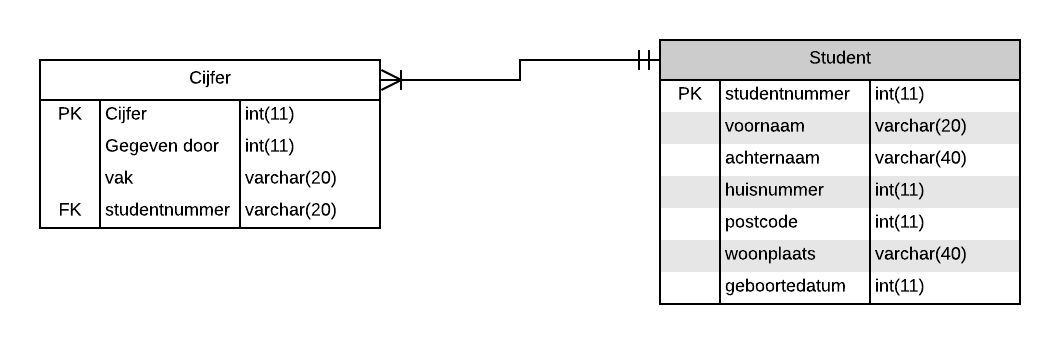 Cijfer
PK Cijfer int(11)
Gegeven door int(11)
vak varchar(20)
FK studentnummer varchar(20)
Student
PK studentnummer int(11)
voornaam varchar(20)
achternaam varchar(40)
huisnummer int(11)
postcode int(11)
woonplaats varchar(40)
geboortedatum int(11)